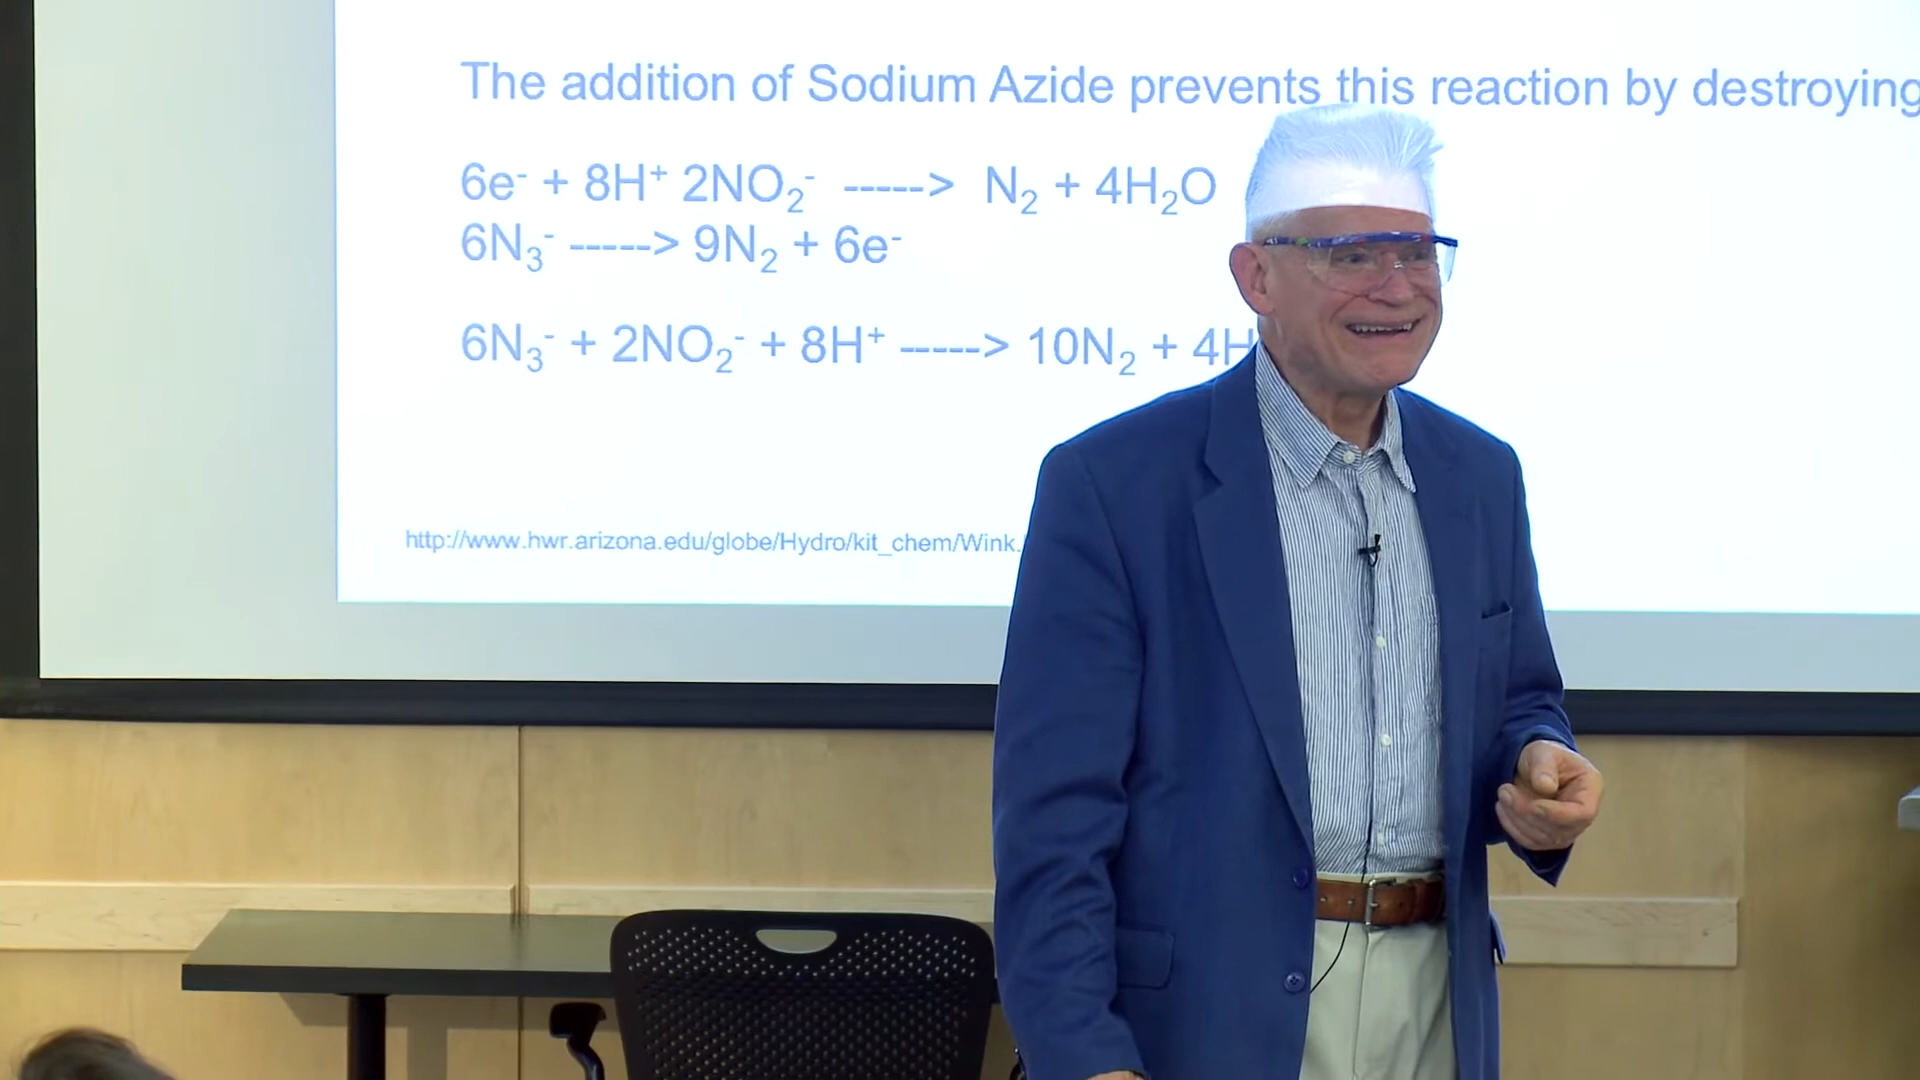 The addition of Sodium Azide prevents this reaction by destroying
6e⁻ + 8H⁺ 2NO₂⁻ -----> N₂ + 4H₂O
6N₃⁻ -----> 9N₂ + 6e⁻
6N₃⁻ + 2NO₂⁻ + 8H⁺ -----> 10N₂ + 4H
http://www.hwr.arizona.edu/globe/Hydro/kit_chem/Wink.